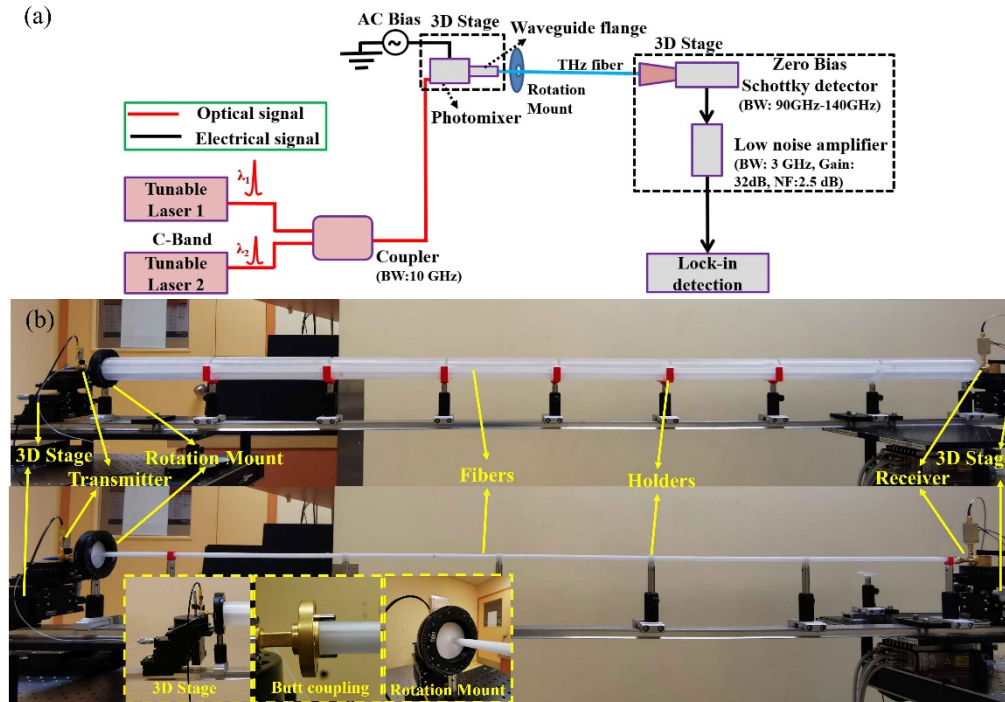 (a)
AC Bias
3D Stage
Waveguide flange
3D Stage
THz fiber
Rotation
Mount
Zero Bias
Schottky detector
(BW: 90GHz-140GHz)
Photomixer
Optical signal
Electrical signal
Low noise amplifier
(BW: 3 GHz, Gain:
32dB, NF:2.5 dB)
λ1
Tunable
Laser 1
C-Band
λ2
Tunable
Laser 2
Coupler
(BW:10 GHz)
Lock-in
detection
(b)
3D Stage
Rotation Mount
Transmitter
Fibers
Holders
Receiver
3D Stag
3D Stage
Butt coupling
Rotation Mount